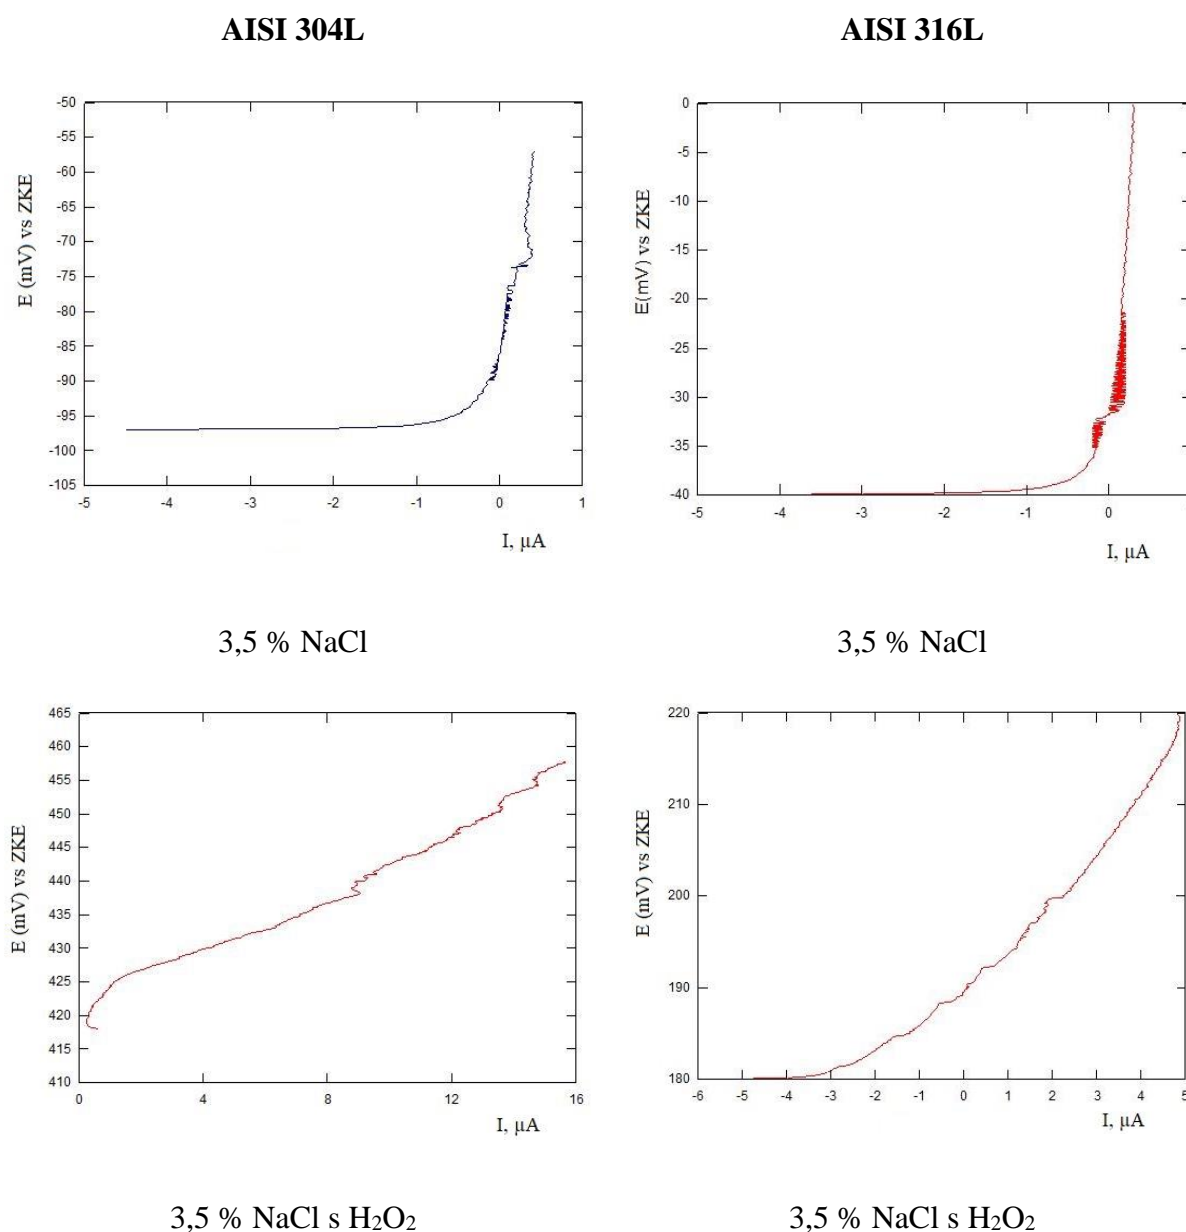 AISI 304L
AISI 316L
-50
-55
-60
-65
-70
-75
-80
-85
-90
-95
-100
-105
E (mV) vs ZKE
-5 -4 -3 -2 -1 0 1
I, µA
0
-5
-10
-15
-20
-25
-30
-35
-40
E(mV) vs ZKE
-5 -4 -3 -2 -1 0
I, µA
3,5 % NaCl
3,5 % NaCl
465
460
455
450
445
440
435
430
425
420
415
410
E (mV) vs ZKE
0 4 8 12 16
I, µA
220
210
200
190
180
E (mV) vs ZKE
-6 -5 -4 -3 -2 -1 0 1 2 3 4 5
I, µA
3,5 % NaCl s H₂O₂
3,5 % NaCl s H₂O₂